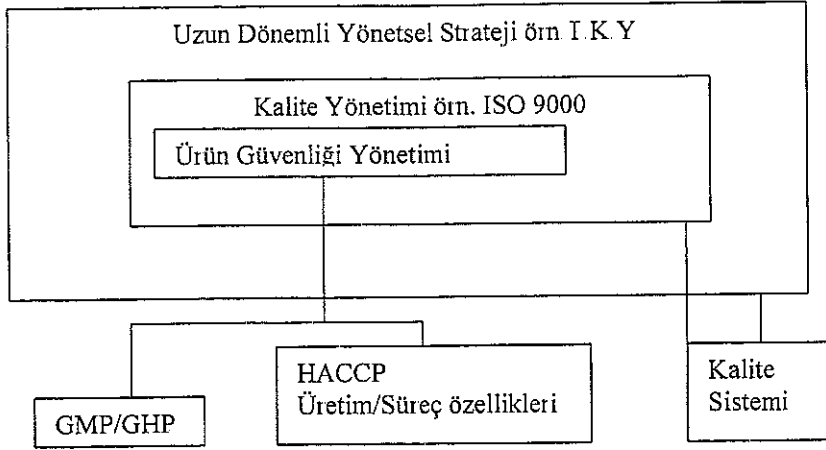 Uzun Dönemli Yönetsel Strateji örn. T.K.Y
Kalite Yönetimi örn. ISO 9000
Ürün Güvenliği Yönetimi
HACCP
Üretim/Süreç özellikleri
GMP/GHP
Kalite
Sistemi